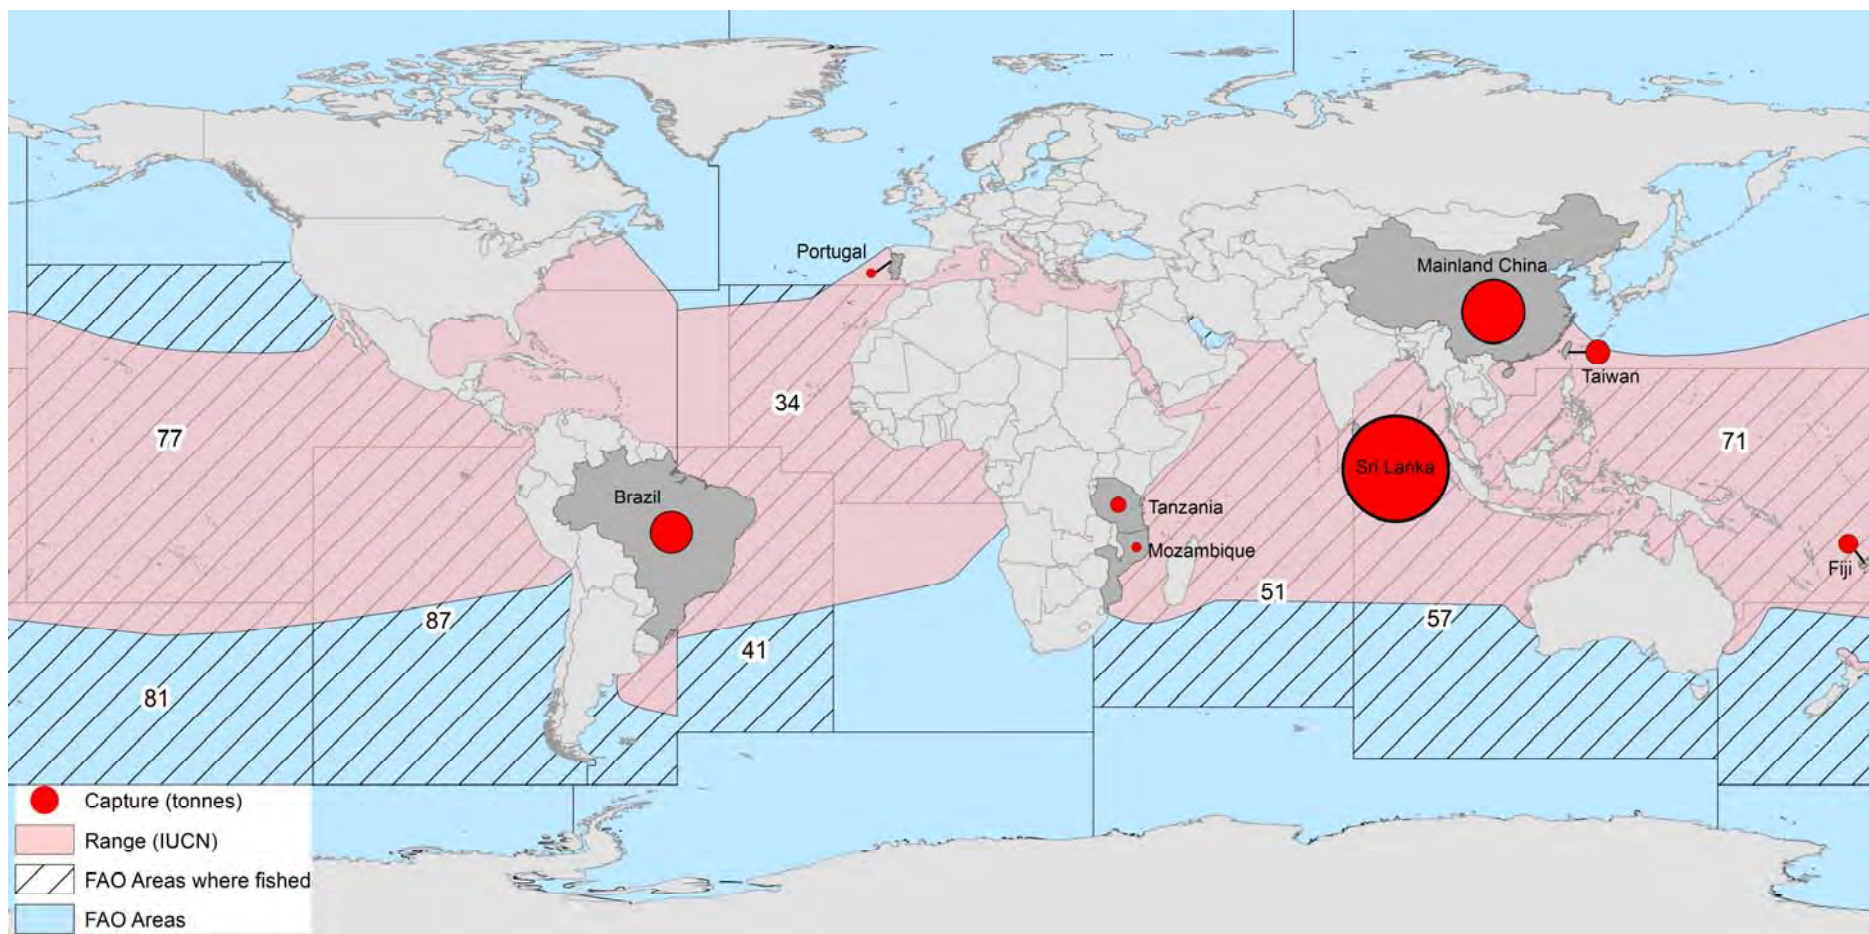 Portugal
Mainland China
Taiwan
34
77
71
Sri Lanka
Brazil
Tanzania
Mozambique
Fiji
51
87
57
41
81
Capture (tonnes)
Range (IUCN)
FAO Areas where fished
FAO Areas